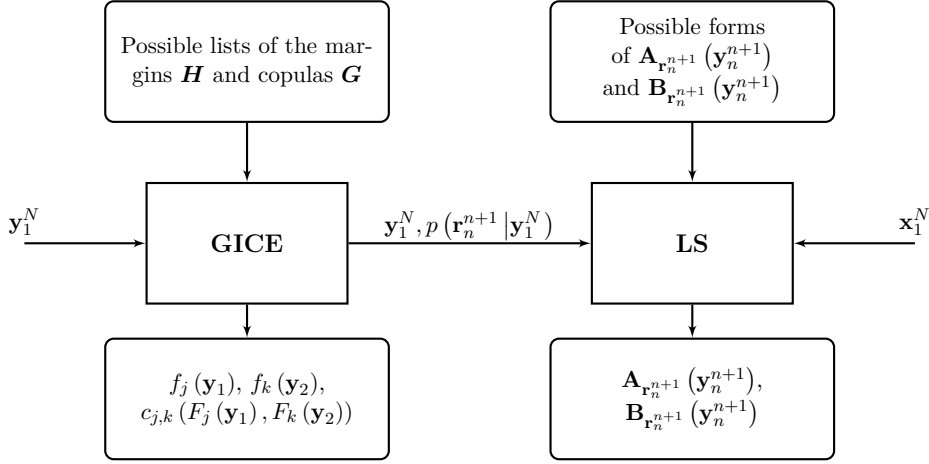 Possible lists of the mar-
gins 𝑯 and copulas 𝑮
Possible forms
of 𝐀_{𝐫_n^{n+1}} (𝐲_n^{n+1})
and 𝐁_{𝐫_n^{n+1}} (𝐲_n^{n+1})
𝐲_1^N
GICE
𝐲_1^N, p (𝐫_n^{n+1} |𝐲_1^N)
LS
𝐱_1^N
f_j (𝐲_1), f_k (𝐲_2),
c_{j,k} (F_j (𝐲_1) , F_k (𝐲_2))
𝐀_{𝐫_n^{n+1}} (𝐲_n^{n+1}),
𝐁_{𝐫_n^{n+1}} (𝐲_n^{n+1})